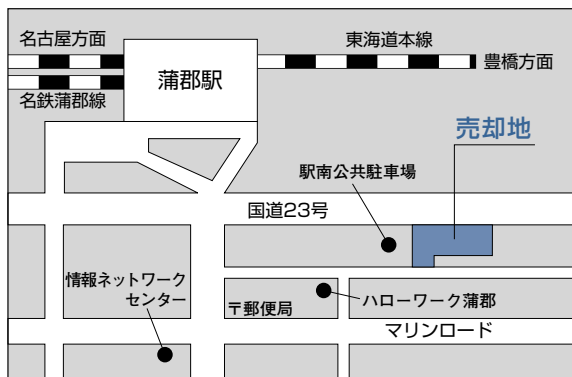 名古屋方面
東海道本線
蒲郡駅
豊橋方面
名鉄蒲郡線
売却地
駅南公共駐車場
国道23号
情報ネットワーク
センター
〒郵便局
ハローワーク蒲郡
マリンロード